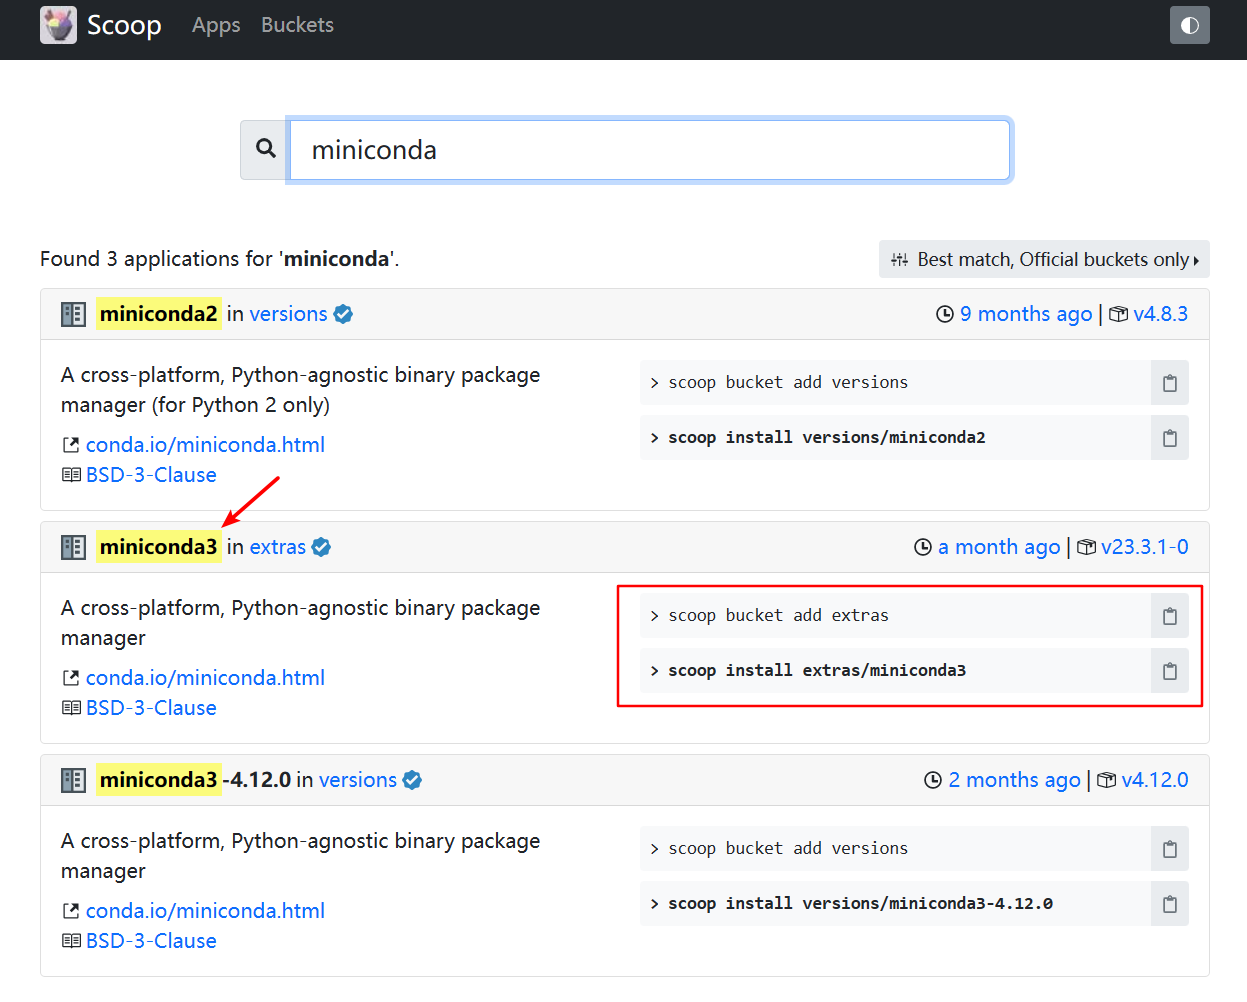 Scoop Apps Buckets
miniconda
Found 3 applications for 'miniconda'.
Best match, Official buckets only
miniconda2 in versions
9 months ago | v4.8.3
A cross-platform, Python-agnostic binary package
manager (for Python 2 only)
conda.io/miniconda.html
BSD-3-Clause
> scoop bucket add versions
> scoop install versions/miniconda2
miniconda3 in extras
a month ago | v23.3.1-0
A cross-platform, Python-agnostic binary package
manager
conda.io/miniconda.html
BSD-3-Clause
> scoop bucket add extras
> scoop install extras/miniconda3
miniconda3-4.12.0 in versions
2 months ago | v4.12.0
A cross-platform, Python-agnostic binary package
manager
conda.io/miniconda.html
BSD-3-Clause
> scoop bucket add versions
> scoop install versions/miniconda3-4.12.0